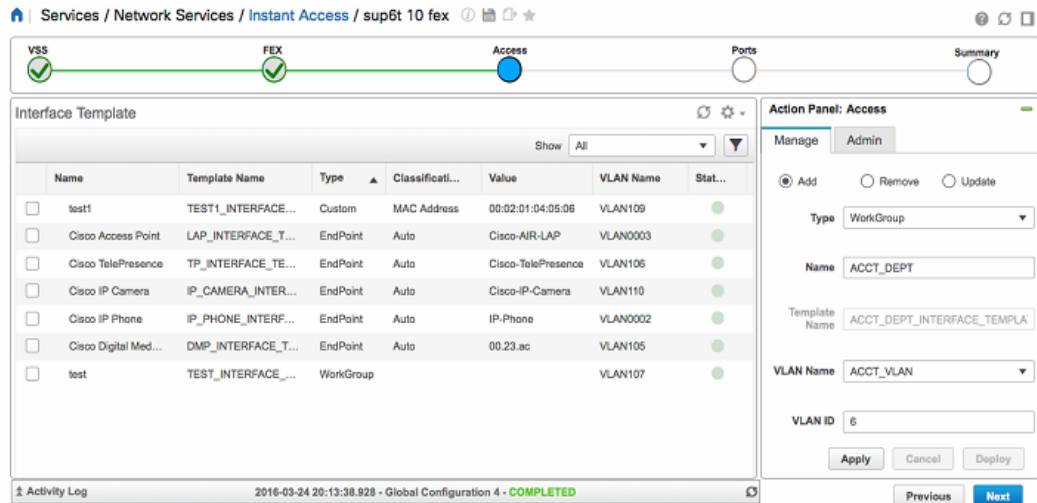 Services / Network Services / Instant Access / sup6t 10 fex
VSS FEX Access Ports Summary
Interface Template
Show All
Name Template Name Type Classificati... Value VLAN Name Stat...
test1 TEST1_INTERFACE... Custom MAC Address 00:02:01:04:05:06 VLAN109
Cisco Access Point LAP_INTERFACE_T... EndPoint Auto Cisco-AIR-LAP VLAN0003
Cisco TelePresence TP_INTERFACE_TE... EndPoint Auto Cisco-TelePresence VLAN106
Cisco IP Camera IP_CAMERA_INTER... EndPoint Auto Cisco-IP-Camera VLAN110
Cisco IP Phone IP_PHONE_INTERF... EndPoint Auto IP-Phone VLAN0002
Cisco Digital Med... DMP_INTERFACE_T... EndPoint Auto 00.23.ac VLAN105
test TEST_INTERFACE_... WorkGroup VLAN107
Activity Log 2016-03-24 20:13:38.928 - Global Configuration 4 - COMPLETED
Action Panel: Access
Manage Admin
Add Remove Update
Type WorkGroup
Name ACCT_DEPT
Template Name ACCT_DEPT_INTERFACE_TEMPLA
VLAN Name ACCT_VLAN
VLAN ID 6
Apply Cancel Deploy
Previous Next